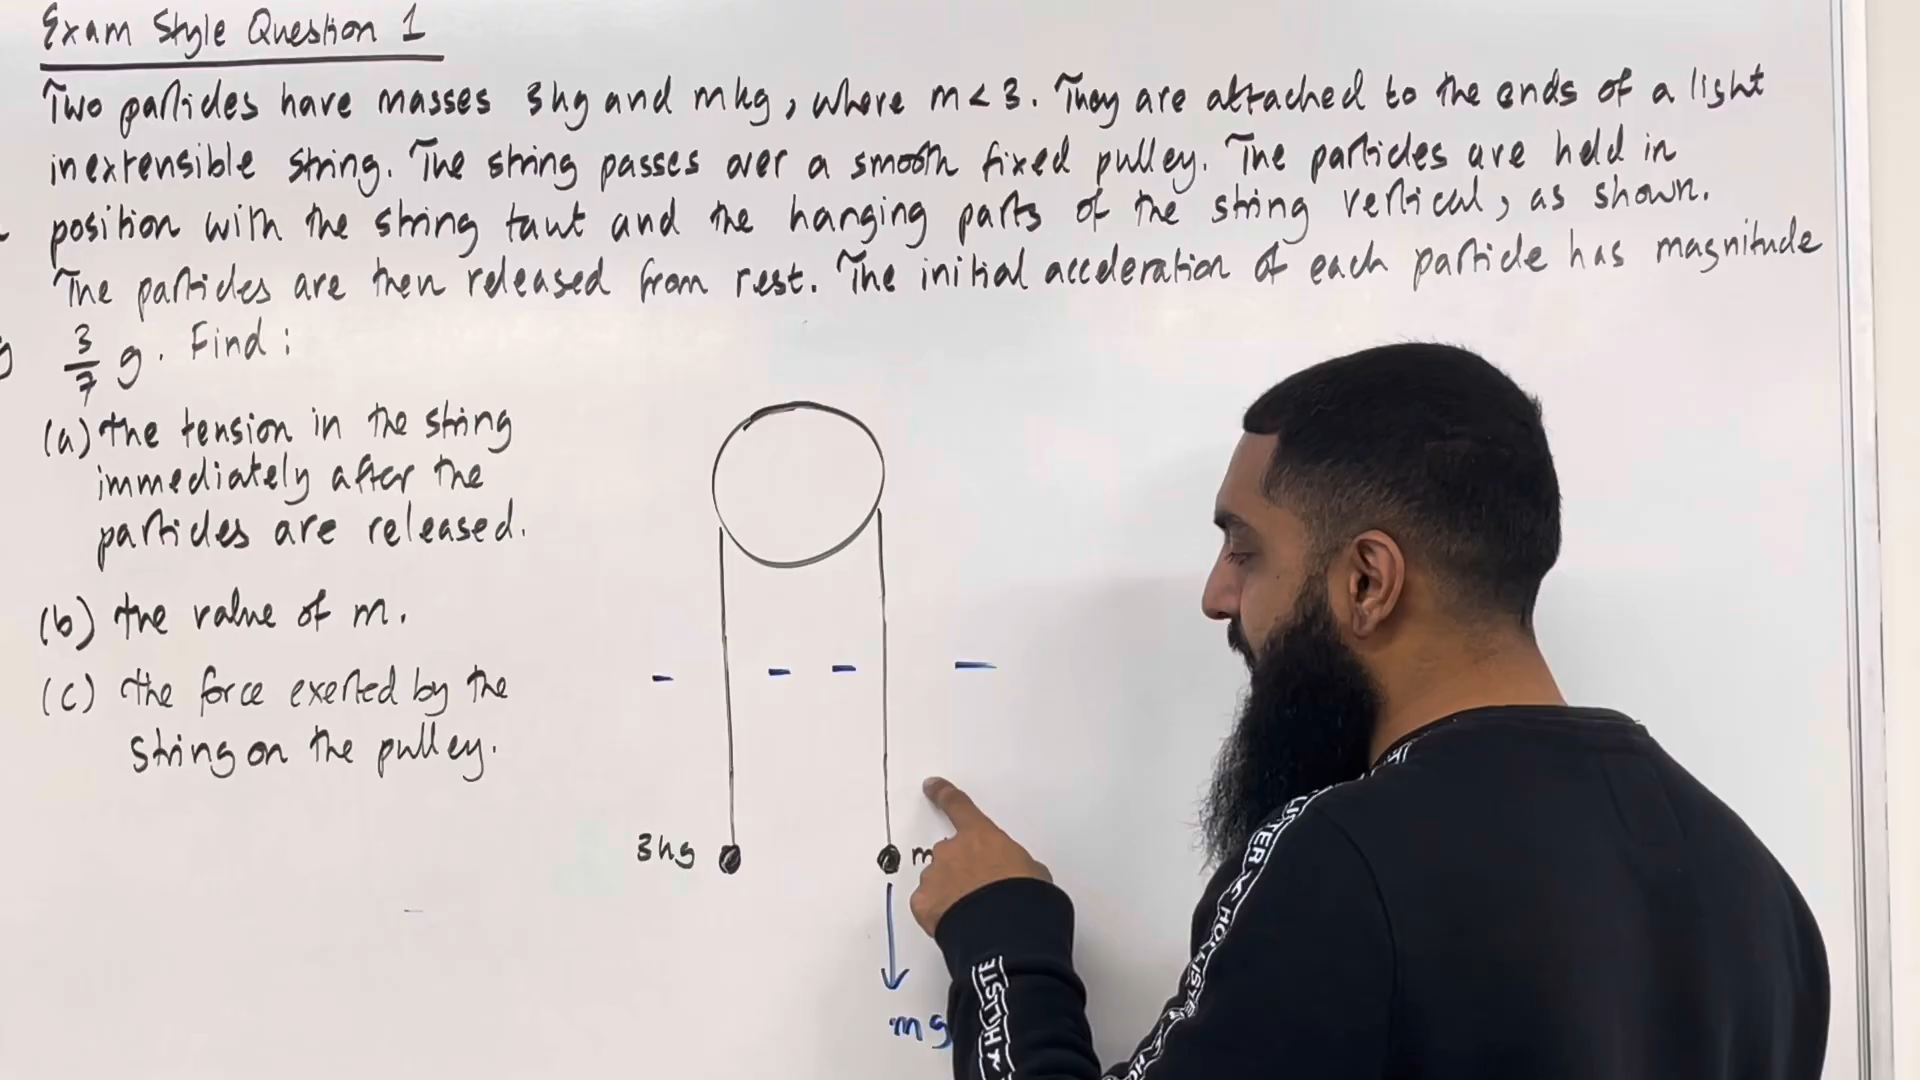 Exam Style Question 1
Two particles have masses 3kg and mkg, where m<3. They are attached to the ends of a light
inextensible string. The string passes over a smooth fixed pulley. The particles are held in
position with the string taut and the hanging parts of the string vertical, as shown.
The particles are then released from rest. The initial acceleration of each particle has magnitude
3/7 g. Find:
(a) the tension in the string
immediately after the
particles are released.
(b) the value of m.
(c) the force exerted by the
string on the pulley.
3kg
m
mg
HOLLISTER